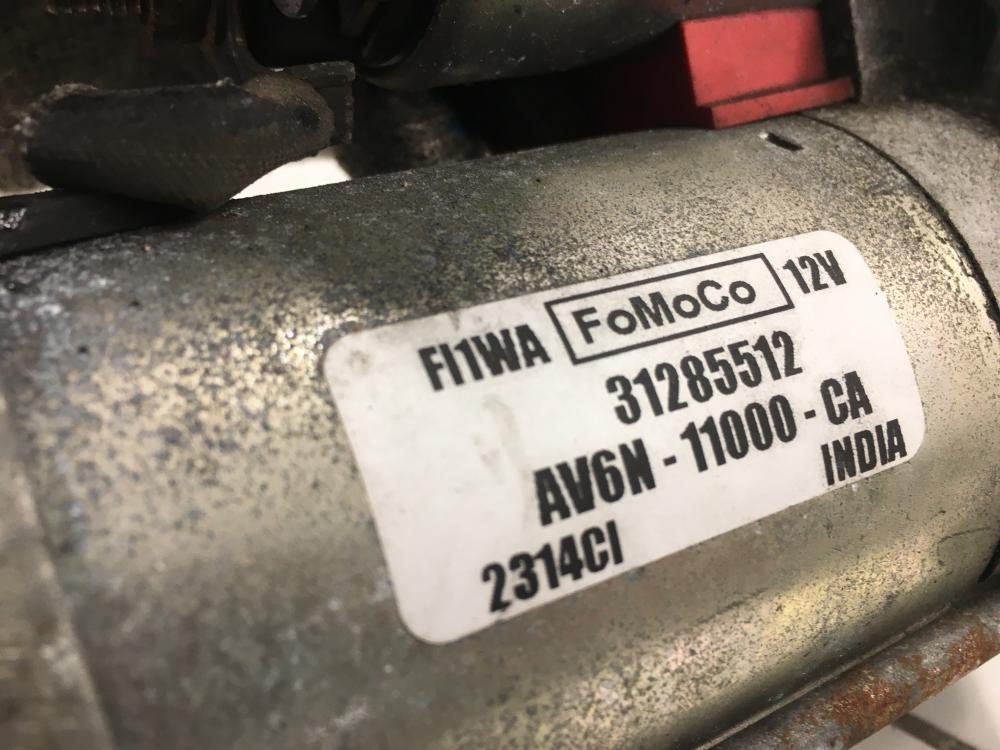 FI1WA FoMoCo 12V
31285512
AV6N - 11000 - CA
INDIA
2314CI